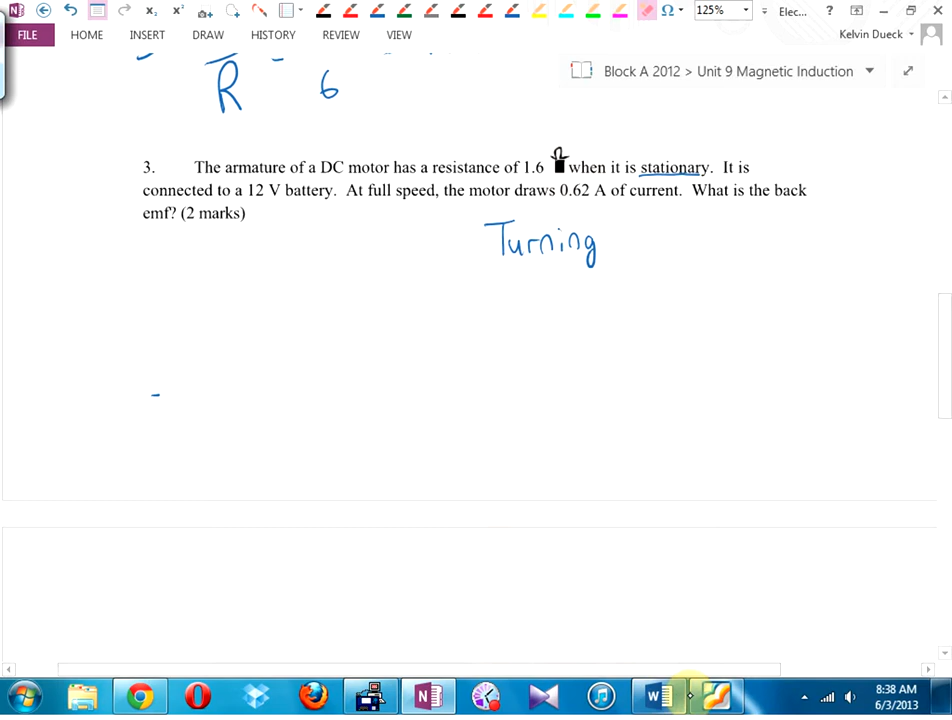 125%
Elec...
?
FILE
HOME
INSERT
DRAW
HISTORY
REVIEW
VIEW
Kelvin Dueck
Block A 2012 > Unit 9 Magnetic Induction
R
6
3. The armature of a DC motor has a resistance of 1.6 Ω when it is stationary. It is
connected to a 12 V battery. At full speed, the motor draws 0.62 A of current. What is the back
emf? (2 marks)
Turning
8:38 AM
6/3/2013